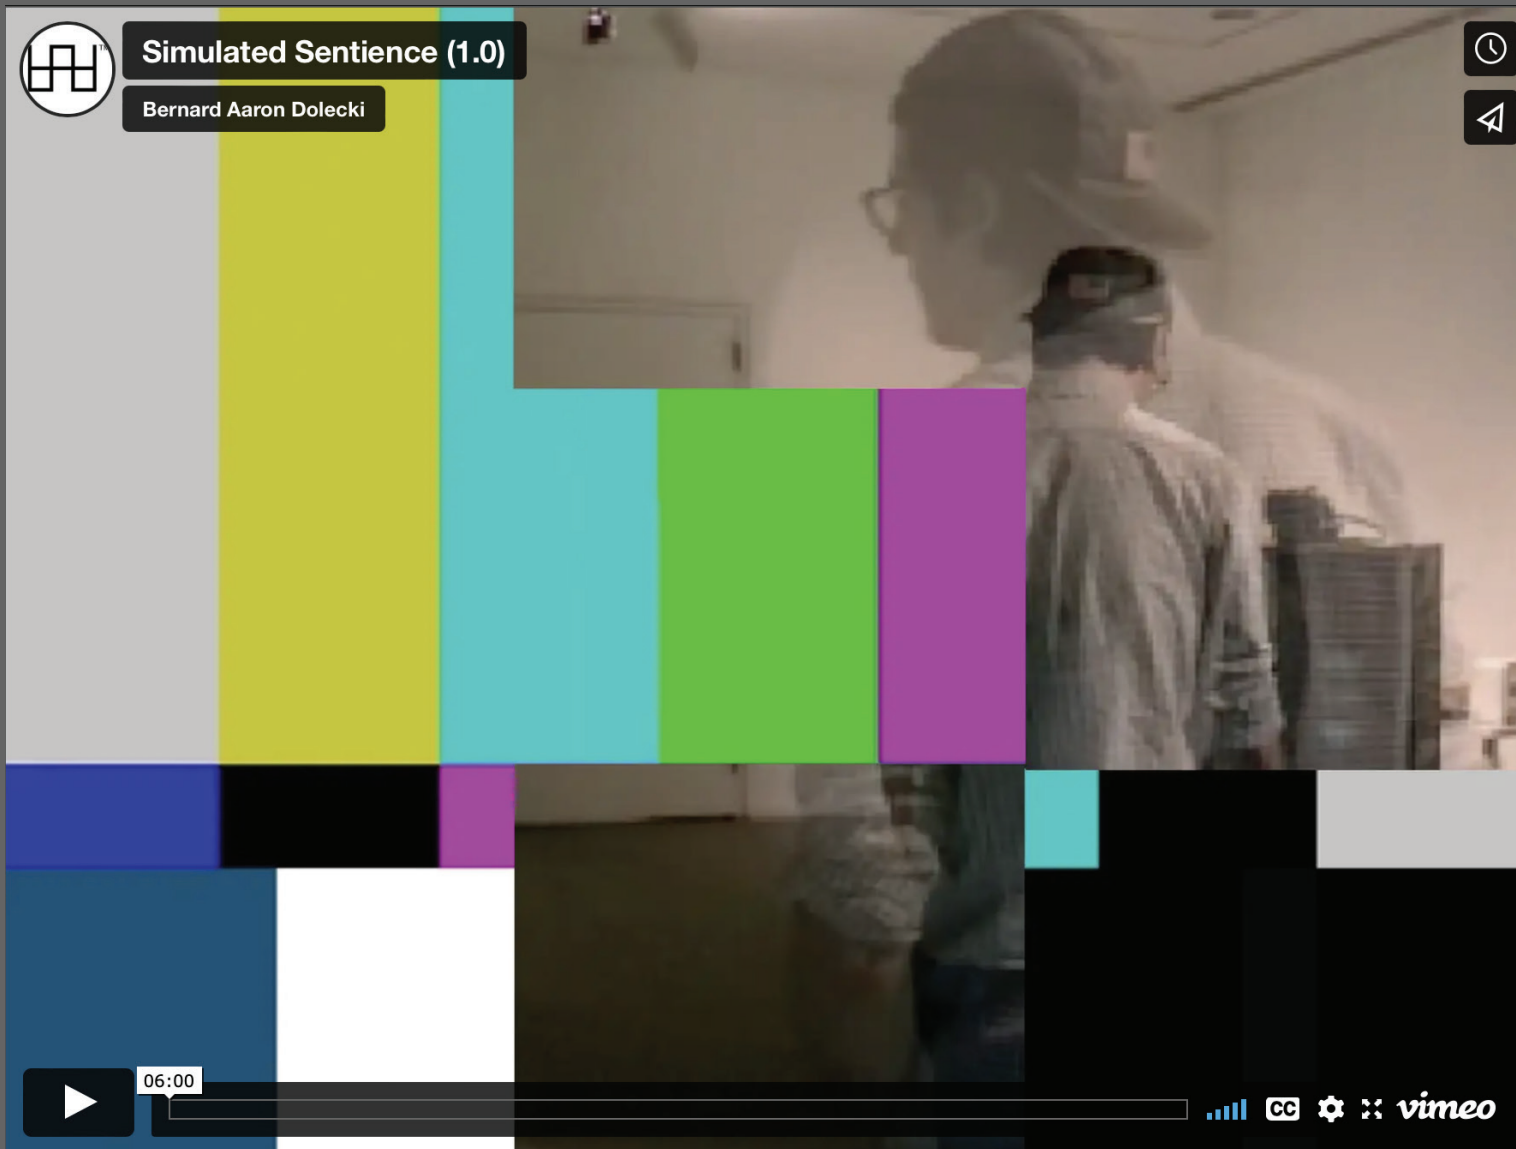 Simulated Sentience (1.0)
Bernard Aaron Dolecki
06:00
CC
vimeo